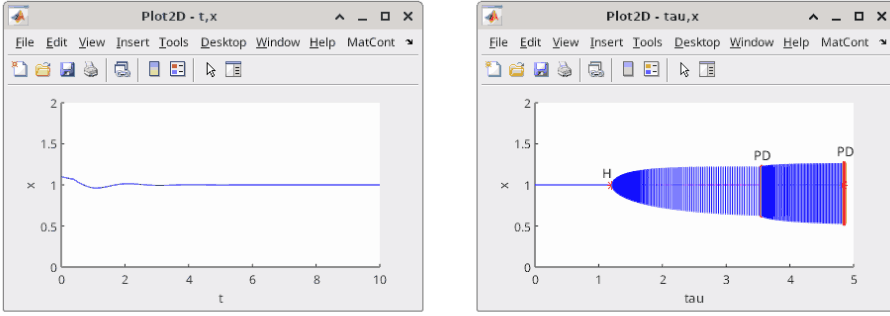 Plot2D - t,x
File Edit View Insert Tools Desktop Window Help MatCont
2
1.5
1
0.5
0
x
0 2 4 6 8 10
t
Plot2D - tau,x
File Edit View Insert Tools Desktop Window Help MatCont
2
1.5
1
0.5
0
x
H
PD
PD
0 1 2 3 4 5
tau